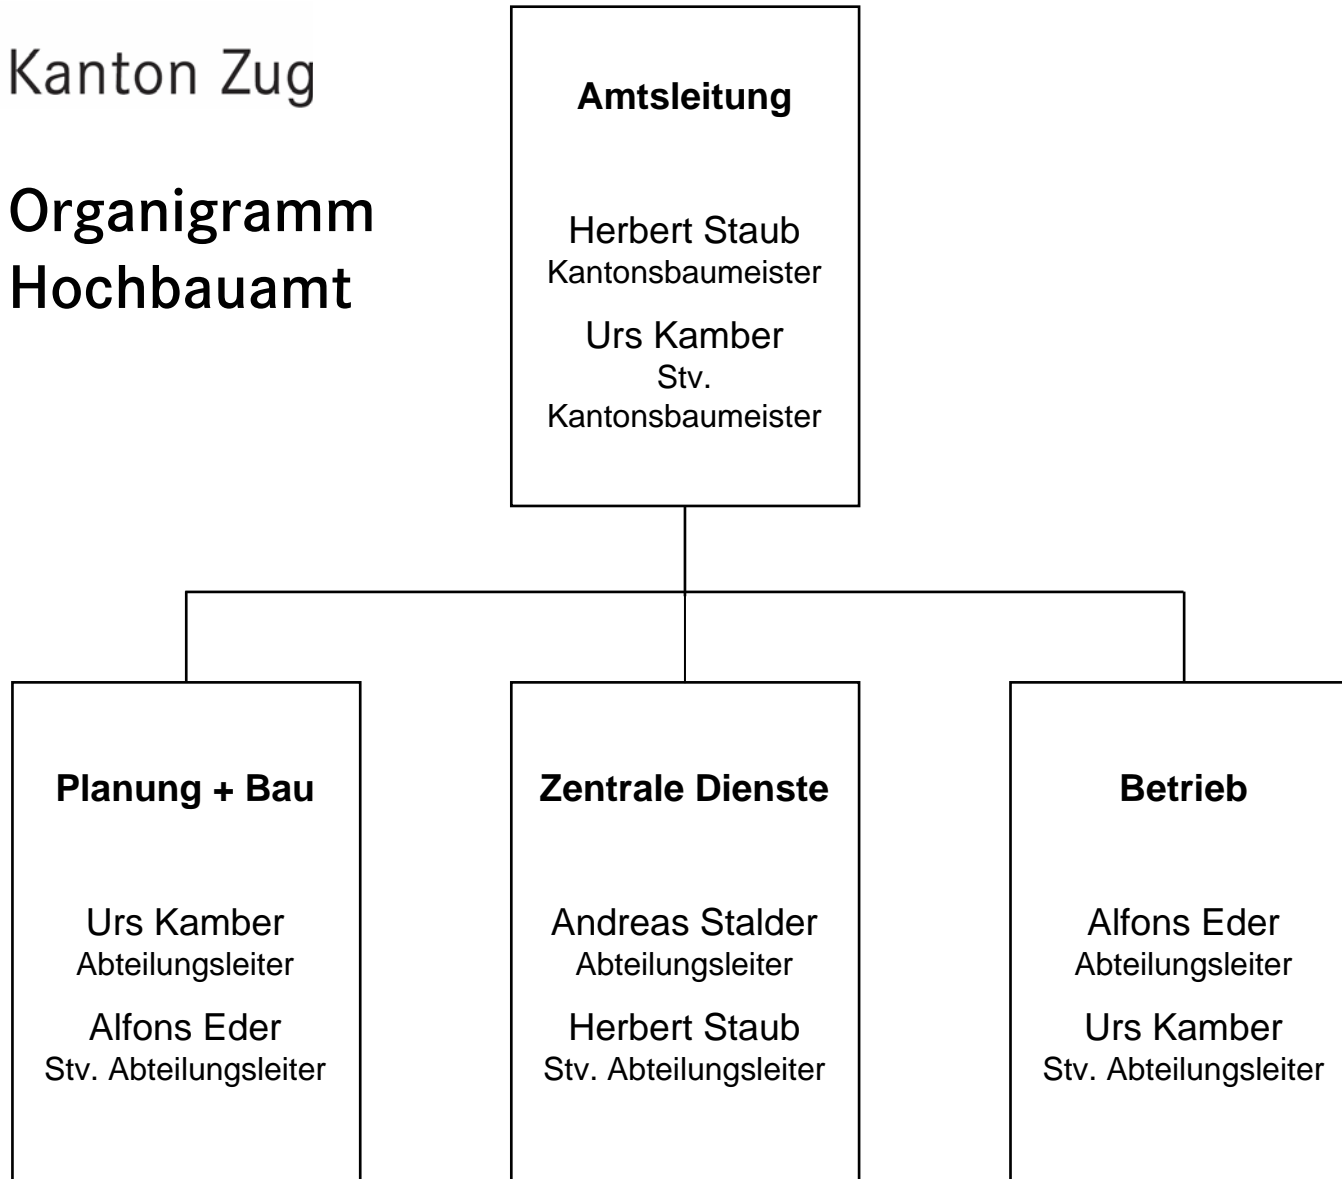 Kanton Zug
Organigramm
Hochbauamt
Amtsleitung
Herbert Staub
Kantonsbaumeister
Urs Kamber
Stv.
Kantonsbaumeister
Planung + Bau
Urs Kamber
Abteilungsleiter
Alfons Eder
Stv. Abteilungsleiter
Zentrale Dienste
Andreas Stalder
Abteilungsleiter
Herbert Staub
Stv. Abteilungsleiter
Betrieb
Alfons Eder
Abteilungsleiter
Urs Kamber
Stv. Abteilungsleiter